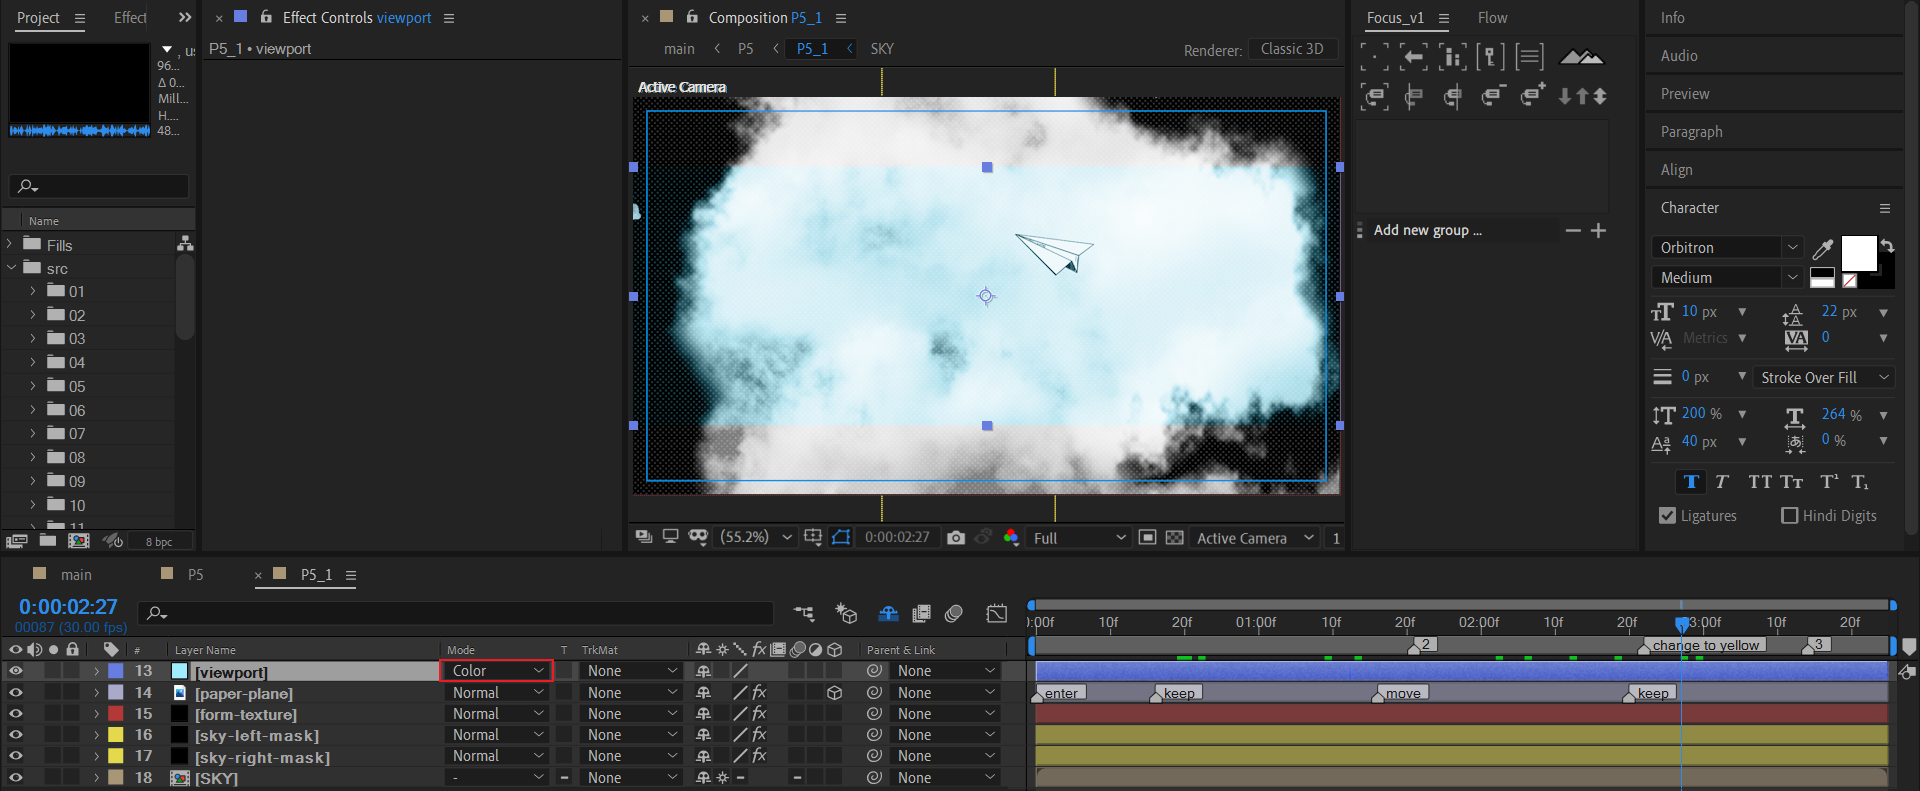 Project
Effect
, us
96...
Δ 0...
Mill...
H....
48...
Name
Fills
src
01
02
03
04
05
06
07
08
09
10
11
8 bpc
Effect Controls viewport
P5_1 • viewport
Composition P5_1
main
P5
P5_1
SKY
Renderer:
Classic 3D
Active Camera
(55.2%)
0:00:02:27
Full
Active Camera
1
Focus_v1
Flow
Add new group ...
Info
Audio
Preview
Paragraph
Align
Character
Orbitron
Medium
10 px
22 px
Metrics
0
0 px
Stroke Over Fill
200 %
264 %
40 px
0 %
Ligatures
Hindi Digits
main
P5
P5_1
0:00:02:27
00087 (30.00 fps)
:00f
10f
20f
01:00f
10f
20f
02:00f
10f
20f
3:00f
10f
20f
2
change to yellow
3
#
Layer Name
Mode
T
TrkMat
Parent & Link
13
[viewport]
Color
None
None
14
[paper-plane]
Normal
None
None
enter
keep
move
keep
15
[form-texture]
Normal
None
None
16
[sky-left-mask]
Normal
None
None
17
[sky-right-mask]
Normal
None
None
18
[SKY]
-
None
None